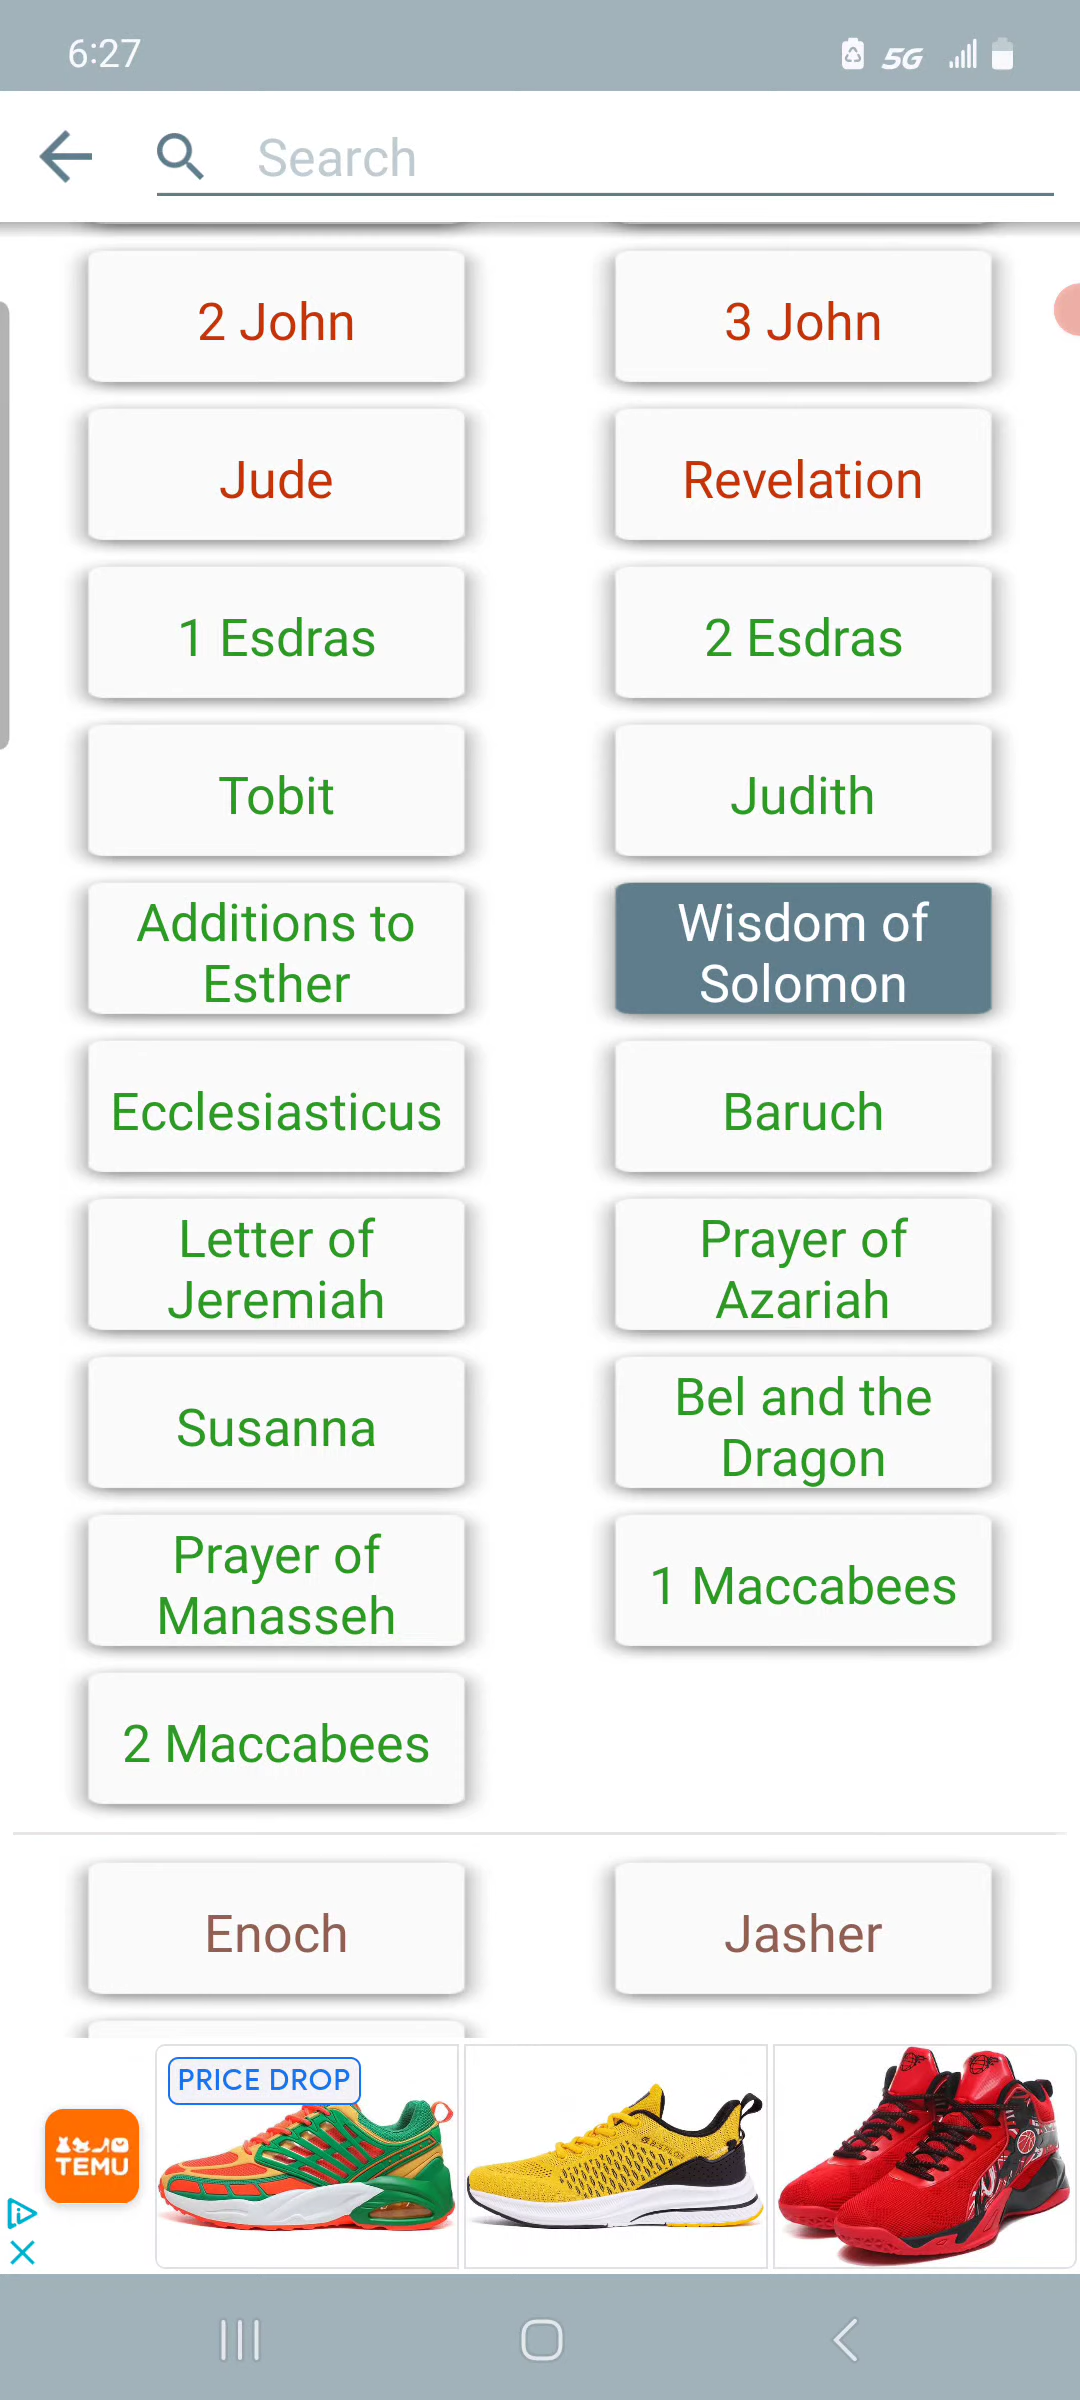 6:27
5G
Search
2 John
3 John
Jude
Revelation
1 Esdras
2 Esdras
Tobit
Judith
Additions to
Esther
Wisdom of
Solomon
Ecclesiasticus
Baruch
Letter of
Jeremiah
Prayer of
Azariah
Susanna
Bel and the
Dragon
Prayer of
Manasseh
1 Maccabees
2 Maccabees
Enoch
Jasher
PRICE DROP
TEMU